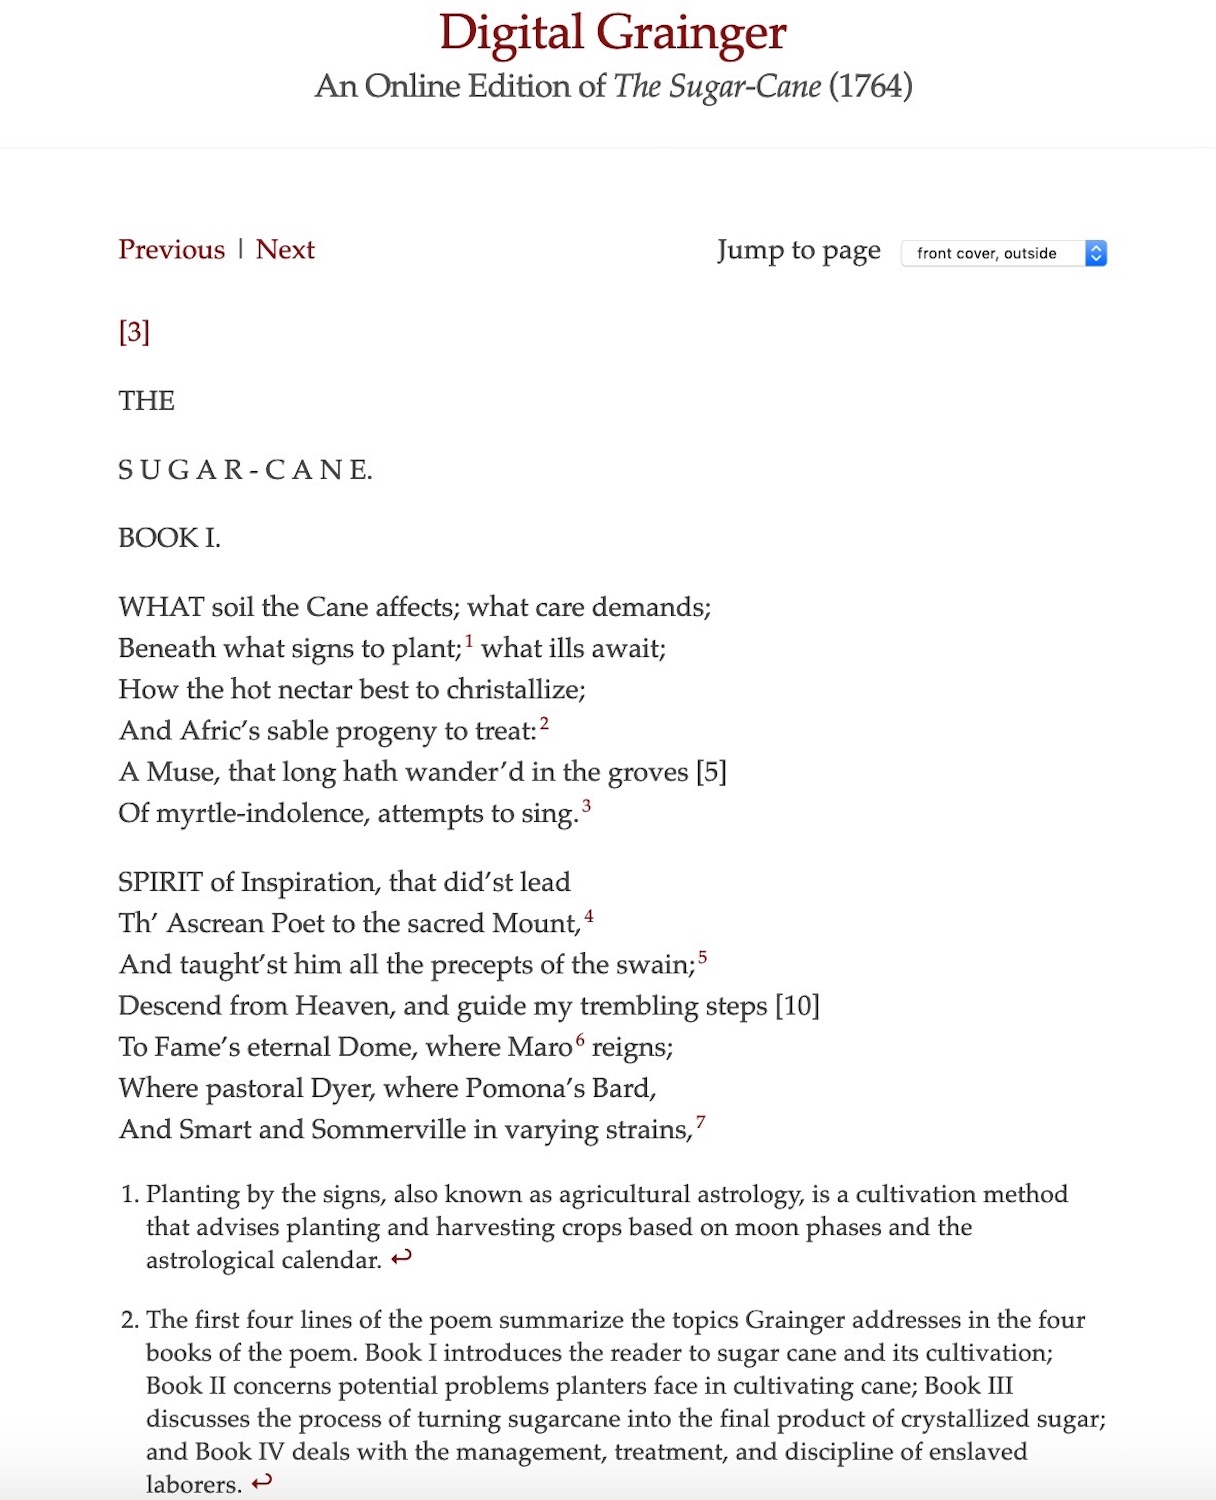 Digital Grainger
An Online Edition of The Sugar-Cane (1764)
Previous | Next
Jump to page front cover, outside
[3]
THE
SUGAR-CANE.
BOOK I.
WHAT soil the Cane affects; what care demands;
Beneath what signs to plant;1 what ills await;
How the hot nectar best to christallize;
And Afric’s sable progeny to treat:2
A Muse, that long hath wander’d in the groves [5]
Of myrtle-indolence, attempts to sing.3
SPIRIT of Inspiration, that did’st lead
Th’ Ascrean Poet to the sacred Mount,4
And taught’st him all the precepts of the swain;5
Descend from Heaven, and guide my trembling steps [10]
To Fame’s eternal Dome, where Maro6 reigns;
Where pastoral Dyer, where Pomona’s Bard,
And Smart and Sommerville in varying strains,7
1. Planting by the signs, also known as agricultural astrology, is a cultivation method
that advises planting and harvesting crops based on moon phases and the
astrological calendar. ↩
2. The first four lines of the poem summarize the topics Grainger addresses in the four
books of the poem. Book I introduces the reader to sugar cane and its cultivation;
Book II concerns potential problems planters face in cultivating cane; Book III
discusses the process of turning sugarcane into the final product of crystallized sugar;
and Book IV deals with the management, treatment, and discipline of enslaved
laborers. ↩